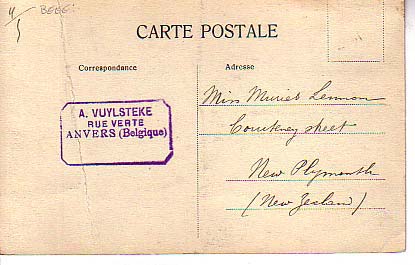 4/5 BELG:
CARTE POSTALE
Correspondance
Adresse
A. VUYLSTEKE
RUE VERTE
ANVERS (Belgique)
Miss Muriel Lennon
Courtenay street
New Plymouth
(New Zealand)